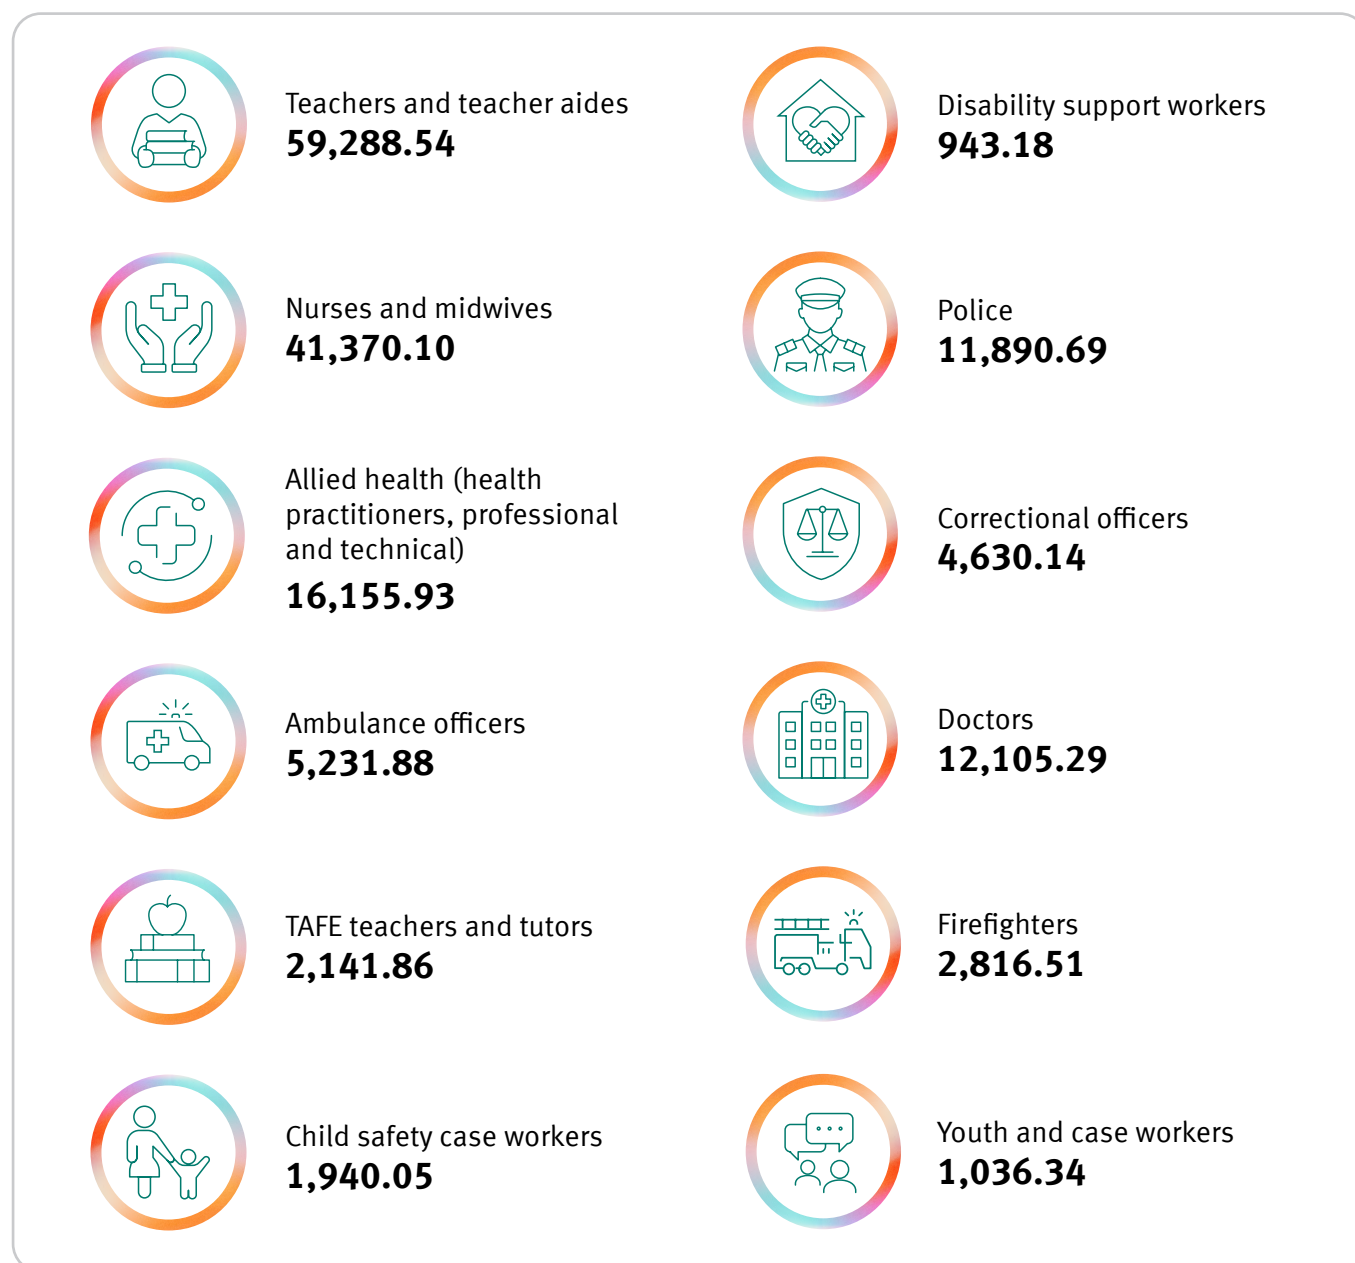 Teachers and teacher aides
59,288.54
Disability support workers
943.18
Nurses and midwives
41,370.10
Police
11,890.69
Allied health (health
practitioners, professional
and technical)
16,155.93
Correctional officers
4,630.14
Ambulance officers
5,231.88
Doctors
12,105.29
TAFE teachers and tutors
2,141.86
Firefighters
2,816.51
Child safety case workers
1,940.05
Youth and case workers
1,036.34